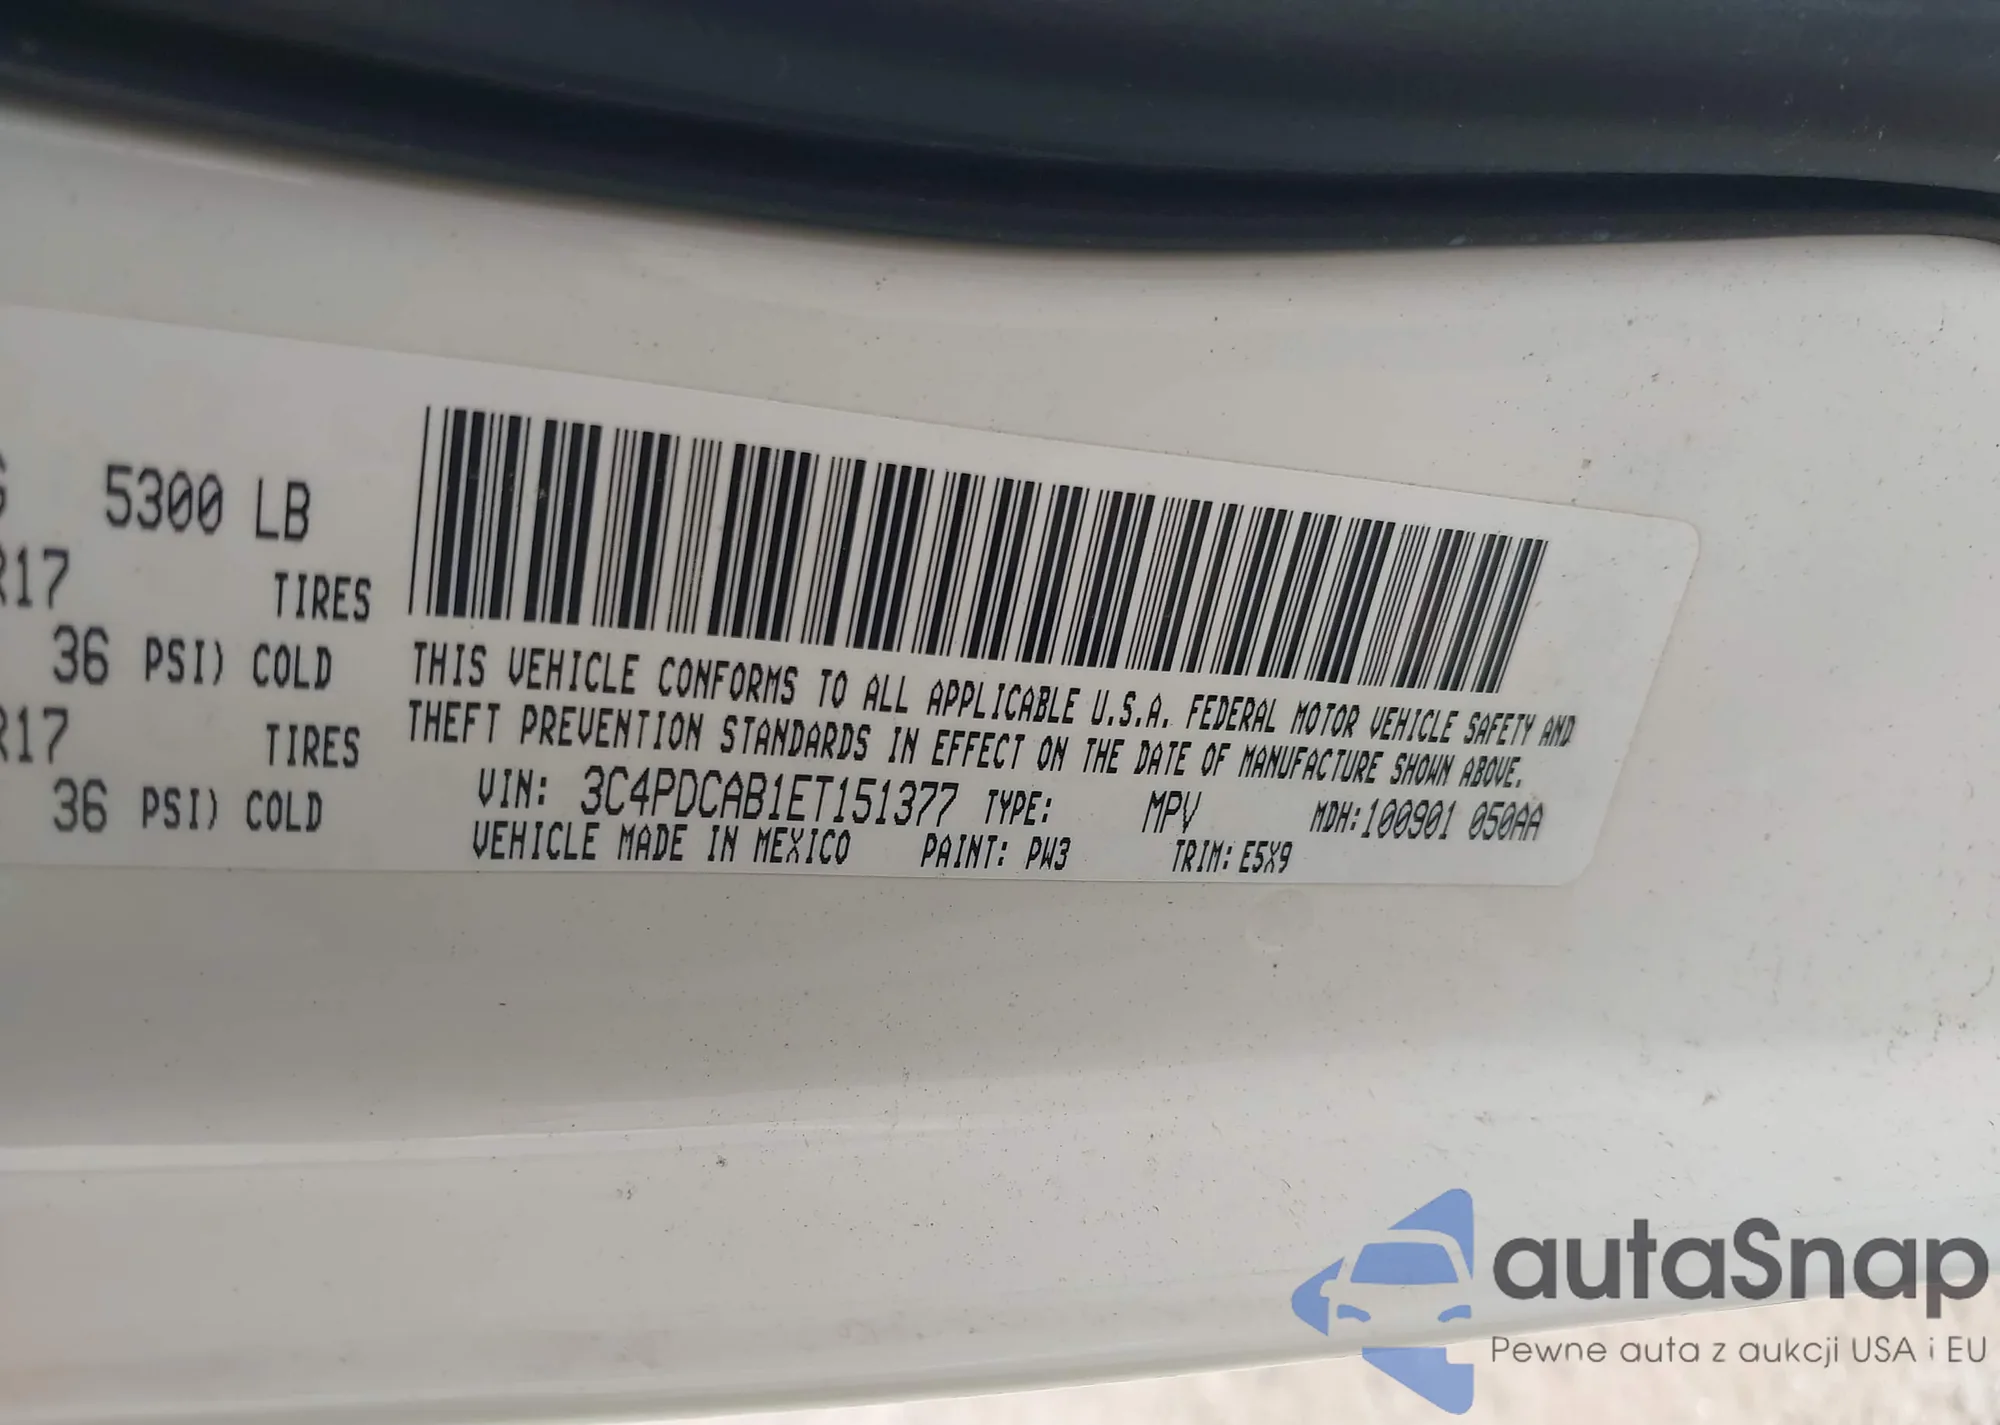 5300 LB
R17 TIRES
36 PSI) COLD
R17 TIRES
36 PSI) COLD
THIS VEHICLE CONFORMS TO ALL APPLICABLE U.S.A. FEDERAL MOTOR VEHICLE SAFETY AND
THEFT PREVENTION STANDARDS IN EFFECT ON THE DATE OF MANUFACTURE SHOWN ABOVE.
VIN: 3C4PDCAB1ET151377 TYPE: MPV MDH:100901 050AA
VEHICLE MADE IN MEXICO PAINT: PW3 TRIM: E5X9
autaSnap
Pewne auta z aukcji USA i EU